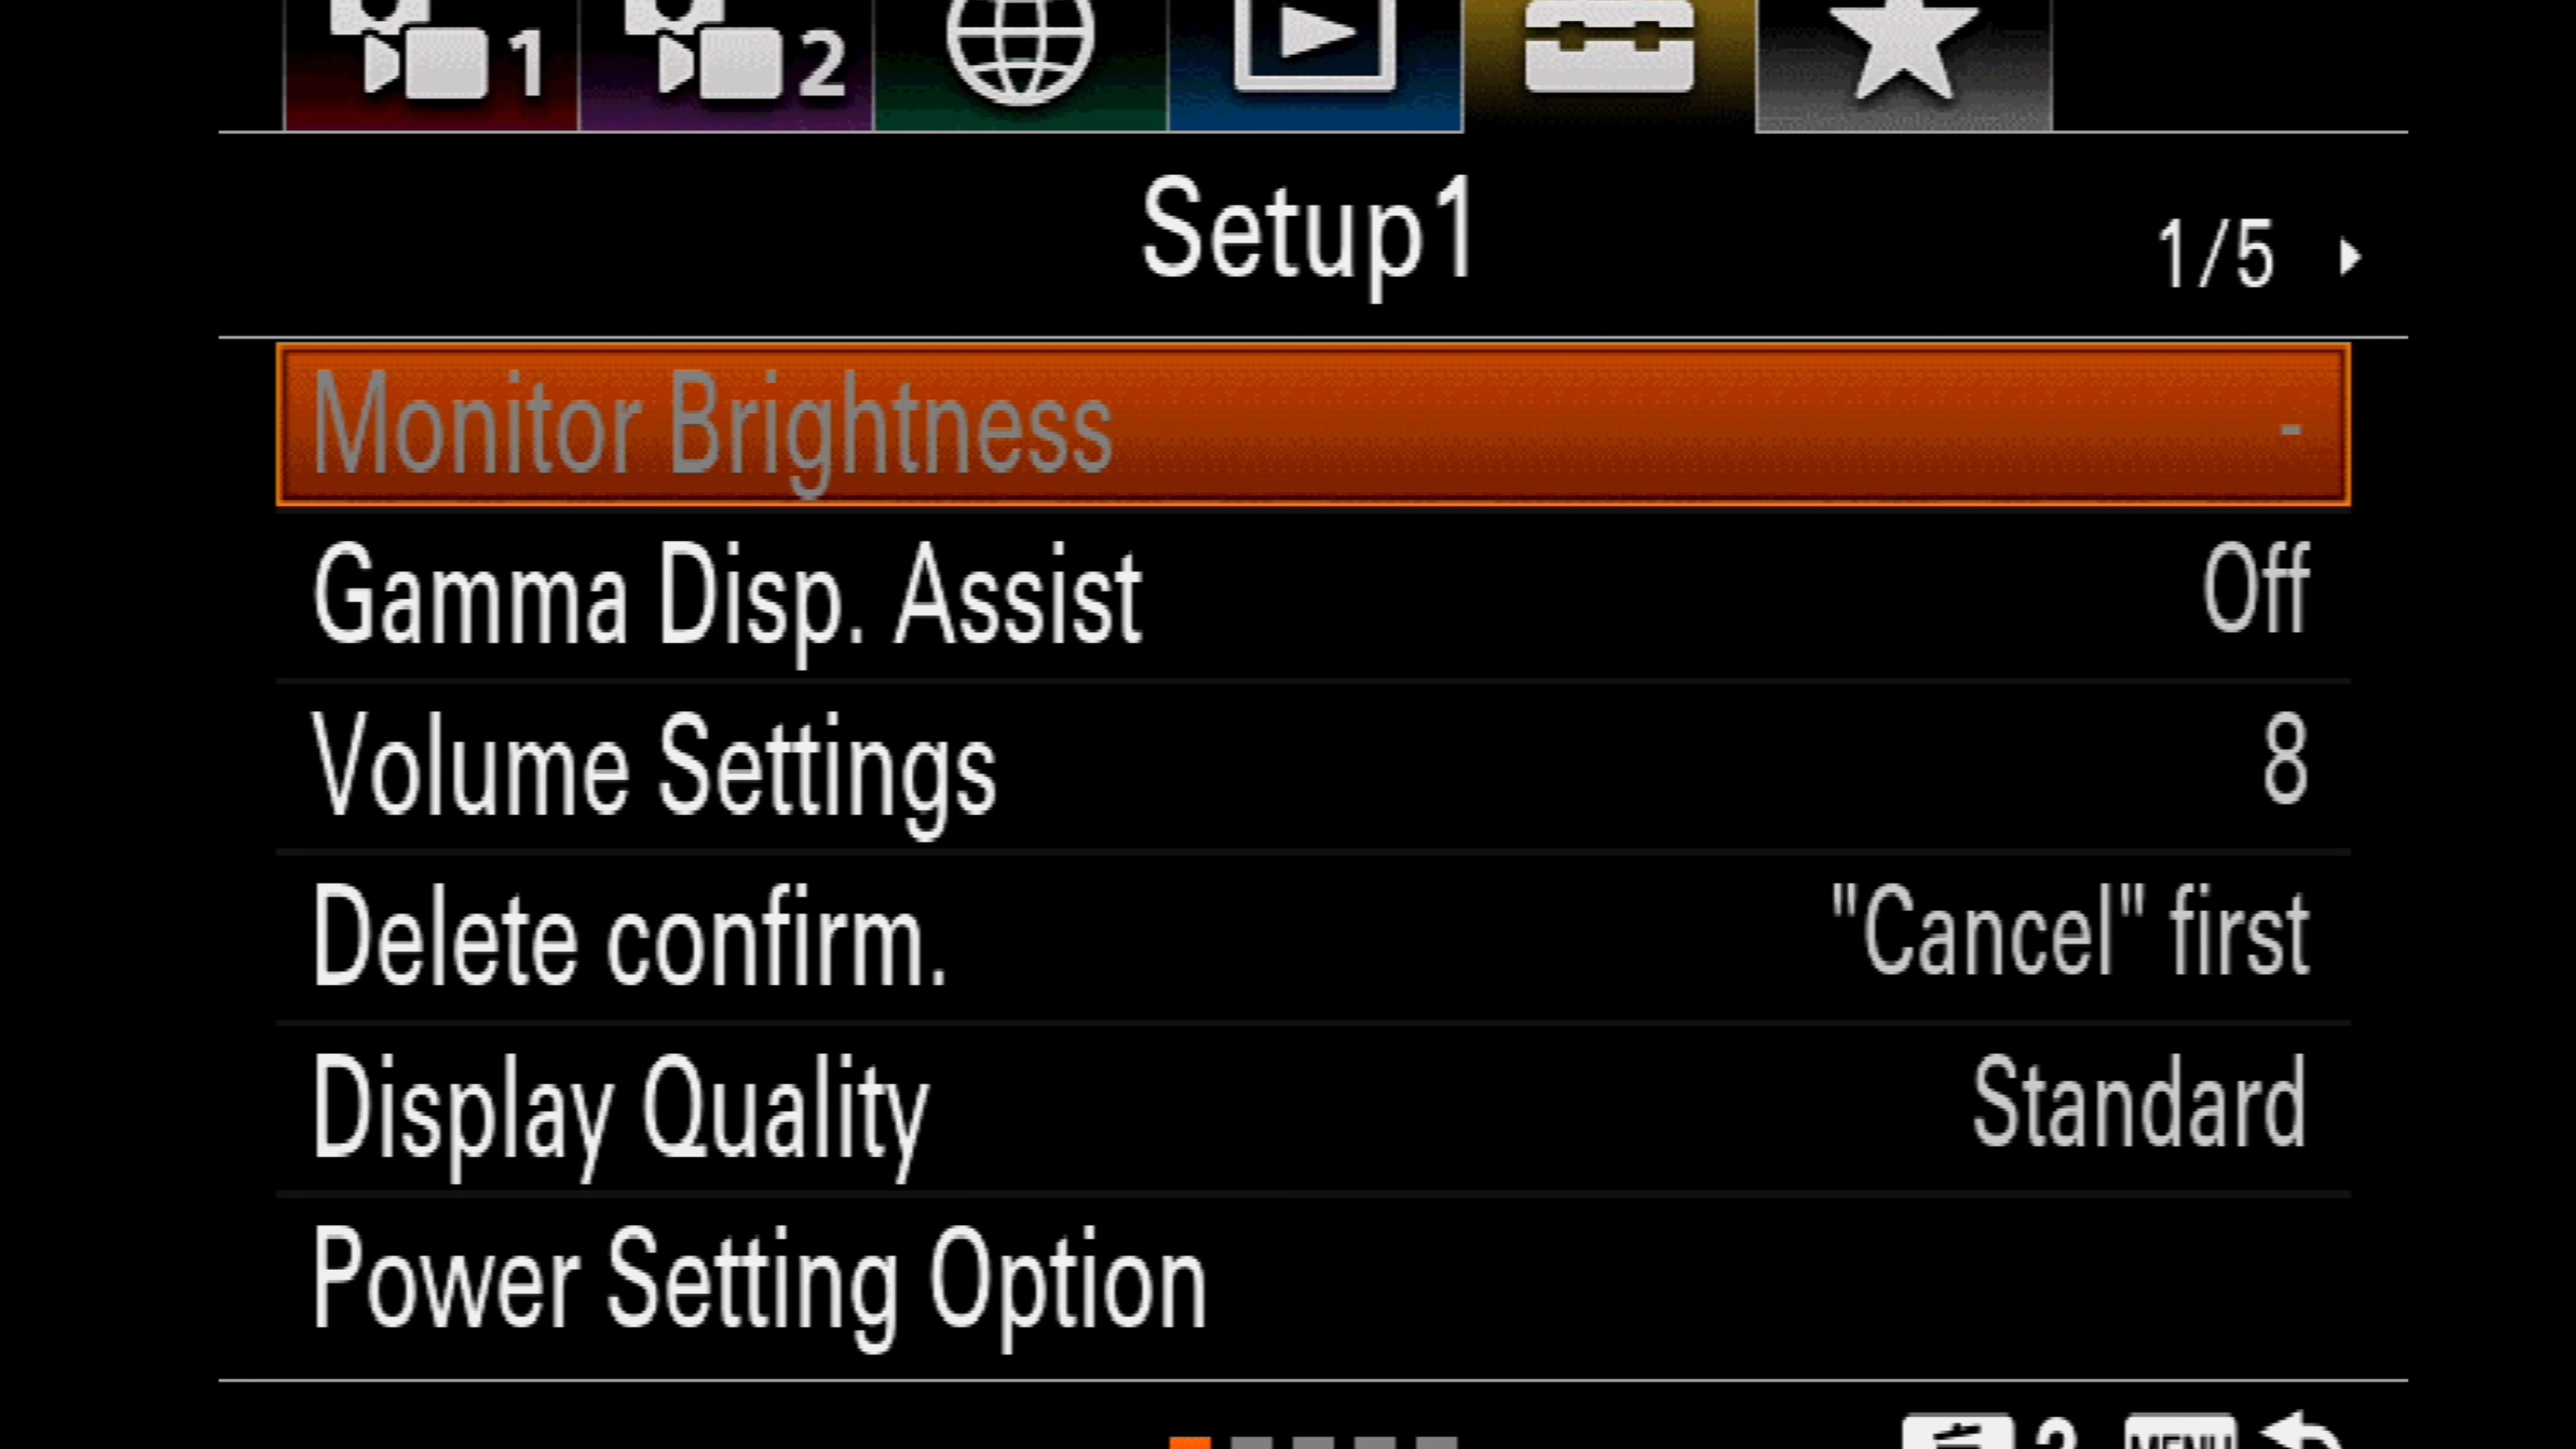 1 2
Setup1
1/5
Monitor Brightness -
Gamma Disp. Assist Off
Volume Settings 8
Delete confirm. "Cancel" first
Display Quality Standard
Power Setting Option
? MENU